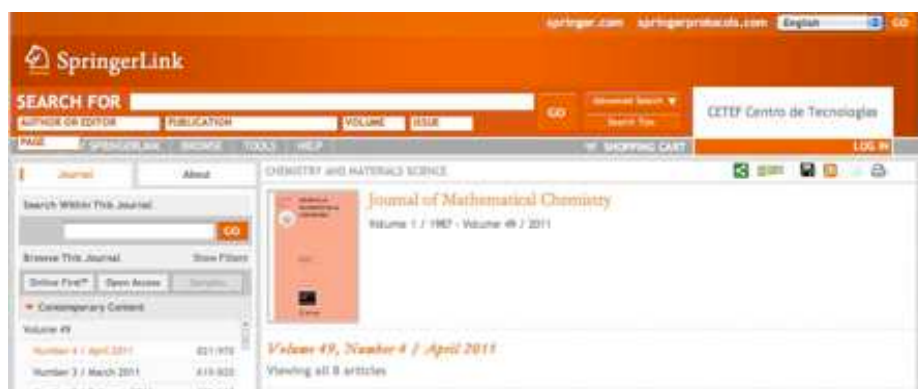 springer.com springerprotocols.com English GO
SpringerLink
SEARCH FOR GO Advanced Search
Search Tips
AUTHOR OR EDITOR PUBLICATION VOLUME ISSUE
PAGE
CETEF Centro de Tecnologías
SPRINGERLINK BROWSE TOOLS HELP SHOPPING CART LOG IN
Journal About
CHEMISTRY AND MATERIALS SCIENCE
Journal of Mathematical Chemistry
Volume 1 / 1987 - Volume 49 / 2011
Search Within This Journal
GO
Browse This Journal Show Filters
Online First™ Open Access
Contemporary Content
Volume 49
Number 4 / April 2011 821-970
Number 3 / March 2011
Volume 49, Number 4 / April 2011
Viewing all 8 articles